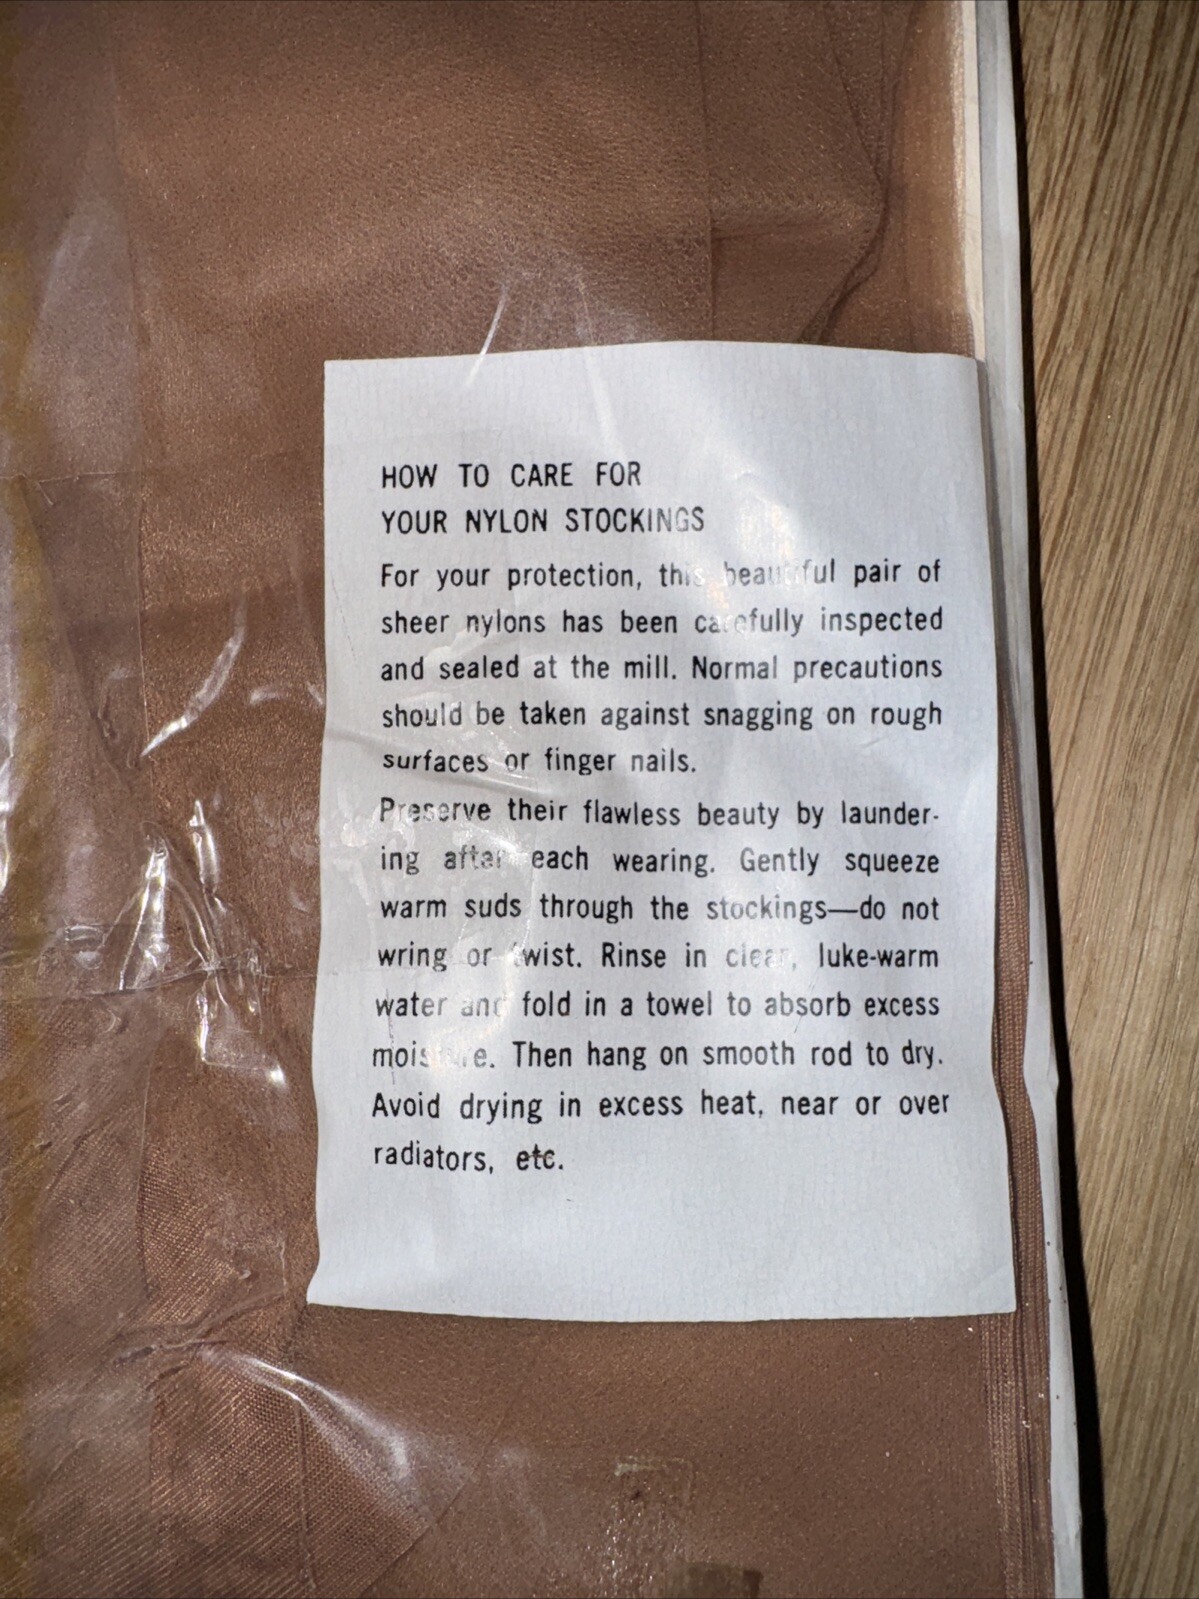 HOW TO CARE FOR
YOUR NYLON STOCKINGS
For your protection, this beautiful pair of
sheer nylons has been carefully inspected
and sealed at the mill. Normal precautions
should be taken against snagging on rough
surfaces or finger nails.
Preserve their flawless beauty by launder-
ing after each wearing. Gently squeeze
warm suds through the stockings—do not
wring or twist. Rinse in clear, luke-warm
water and fold in a towel to absorb excess
moisture. Then hang on smooth rod to dry.
Avoid drying in excess heat, near or over
radiators, etc.